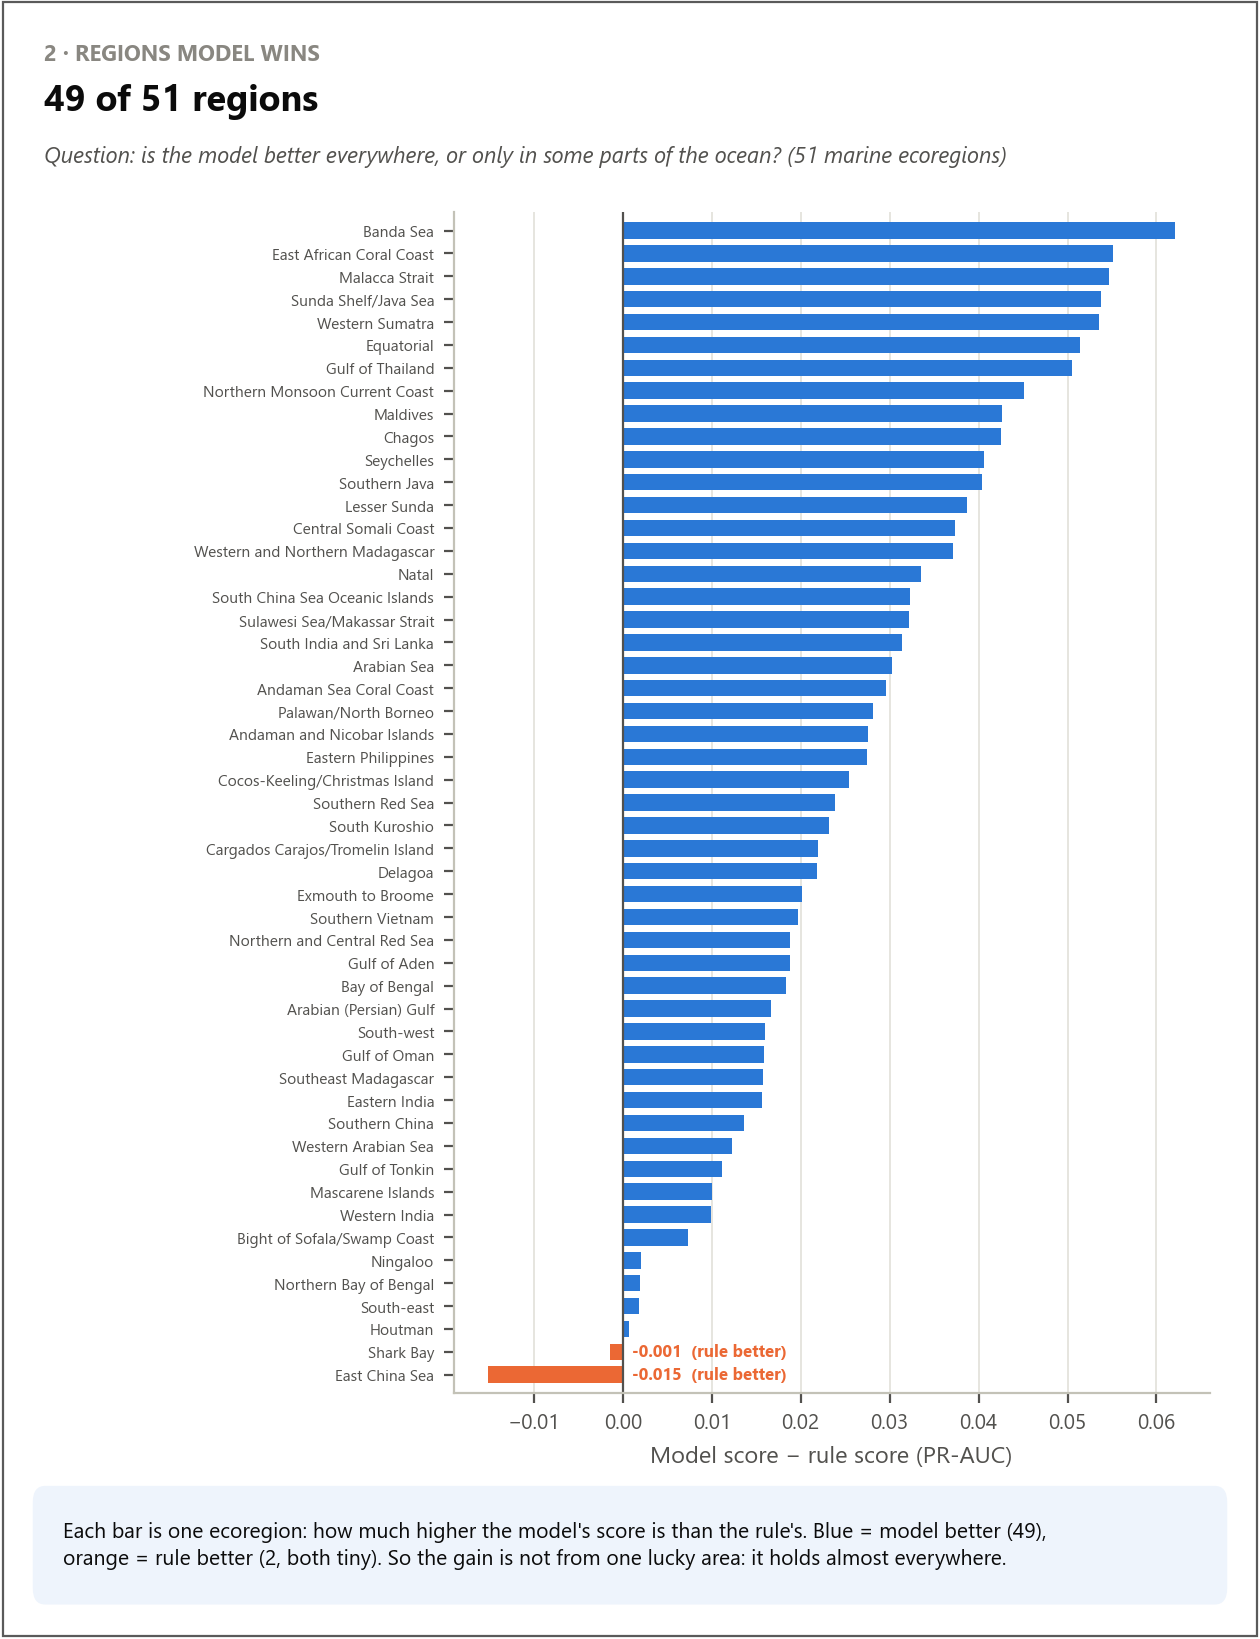 2 · REGIONS MODEL WINS
49 of 51 regions
Question: is the model better everywhere, or only in some parts of the ocean? (51 marine ecoregions)
Banda Sea
East African Coral Coast
Malacca Strait
Sunda Shelf/Java Sea
Western Sumatra
Equatorial
Gulf of Thailand
Northern Monsoon Current Coast
Maldives
Chagos
Seychelles
Southern Java
Lesser Sunda
Central Somali Coast
Western and Northern Madagascar
Natal
South China Sea Oceanic Islands
Sulawesi Sea/Makassar Strait
South India and Sri Lanka
Arabian Sea
Andaman Sea Coral Coast
Palawan/North Borneo
Andaman and Nicobar Islands
Eastern Philippines
Cocos-Keeling/Christmas Island
Southern Red Sea
South Kuroshio
Cargados Carajos/Tromelin Island
Delagoa
Exmouth to Broome
Southern Vietnam
Northern and Central Red Sea
Gulf of Aden
Bay of Bengal
Arabian (Persian) Gulf
South-west
Gulf of Oman
Southeast Madagascar
Eastern India
Southern China
Western Arabian Sea
Gulf of Tonkin
Mascarene Islands
Western India
Bight of Sofala/Swamp Coast
Ningaloo
Northern Bay of Bengal
South-east
Houtman
Shark Bay -0.001 (rule better)
East China Sea -0.015 (rule better)
−0.01 0.00 0.01 0.02 0.03 0.04 0.05 0.06
Model score − rule score (PR-AUC)
Each bar is one ecoregion: how much higher the model's score is than the rule's. Blue = model better (49),
orange = rule better (2, both tiny). So the gain is not from one lucky area: it holds almost everywhere.